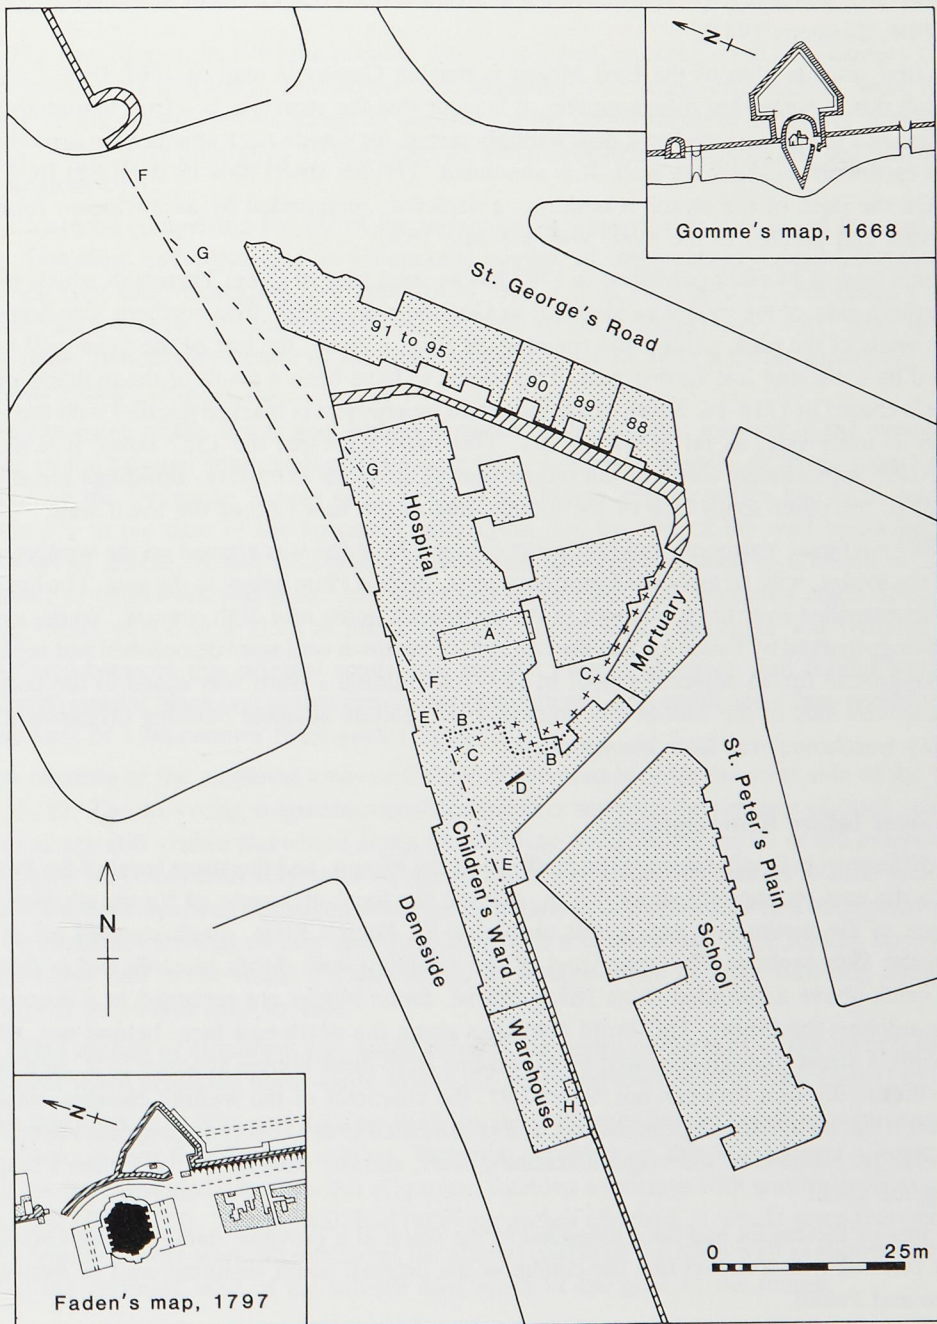 N
Gomme's map, 1668
F
G
St. George's Road
91 to 95
90
89
88
G
Hospital
A
Mortuary
C
F
E
B
C
B
D
St. Peter's Plain
Children's Ward
E
N
Deneside
School
Warehouse
H
N
Faden's map, 1797
0 25m